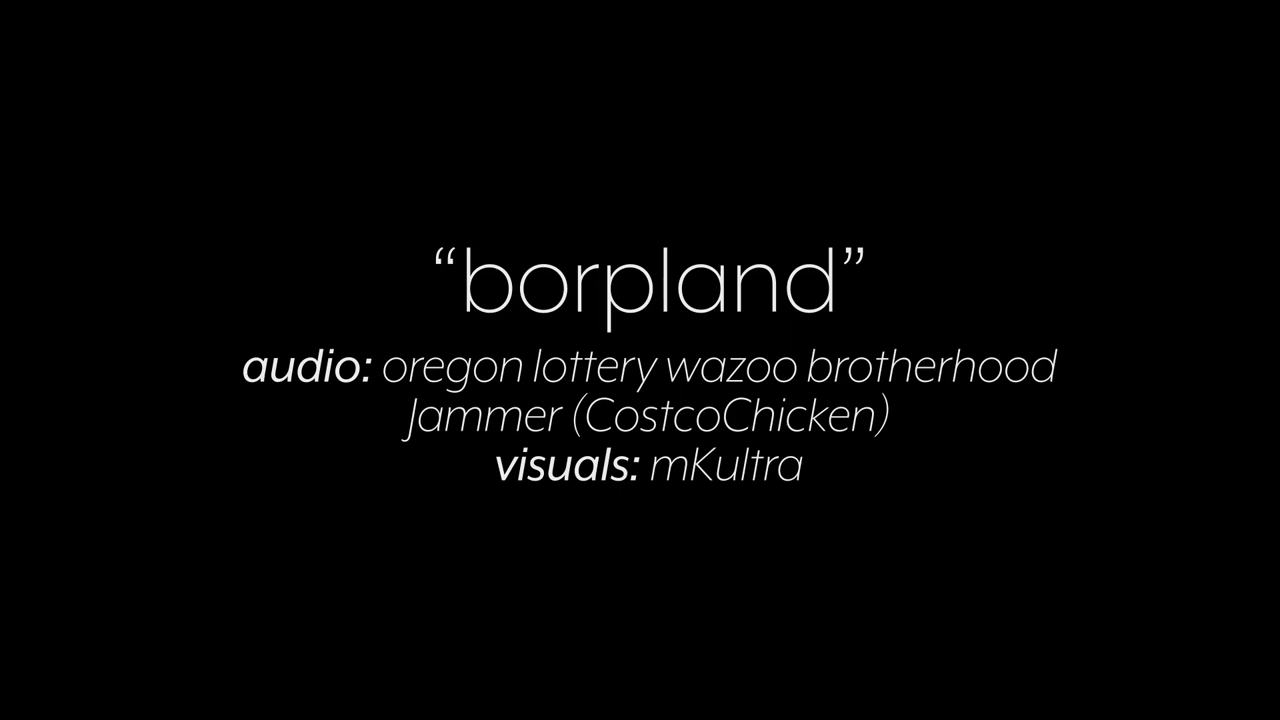 “borpland”
audio: oregon lottery wazoo brotherhood
Jammer (CostcoChicken)
visuals: mKultra